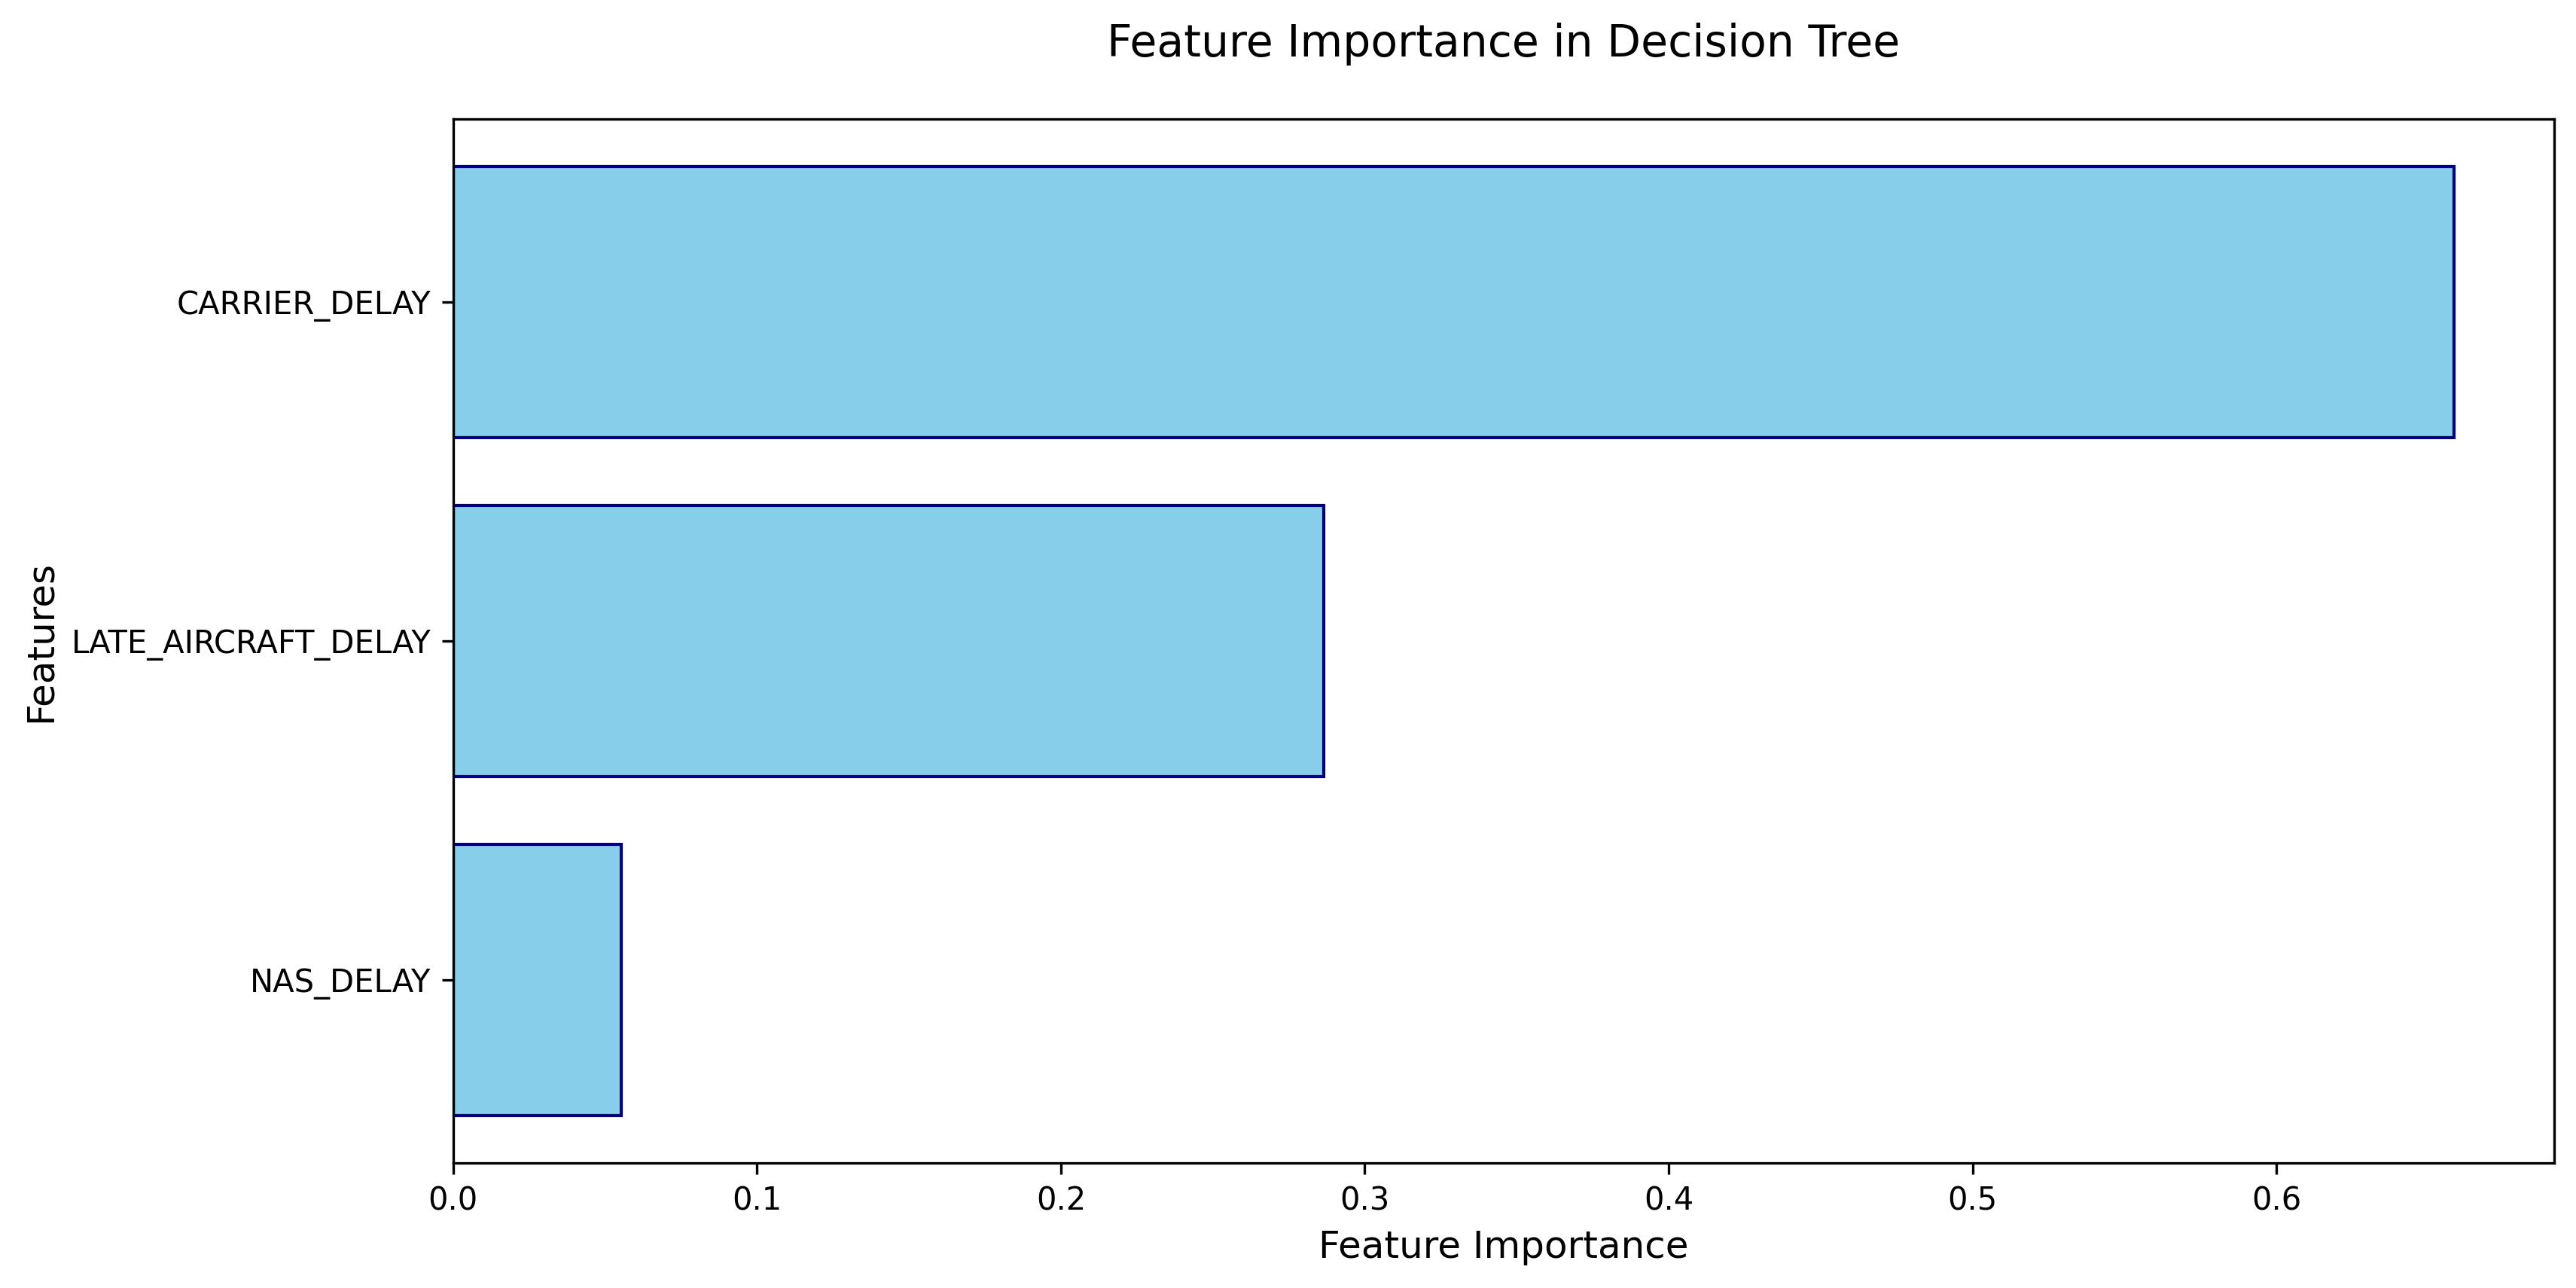 Feature Importance in Decision Tree
CARRIER_DELAY
LATE_AIRCRAFT_DELAY
NAS_DELAY
Features
0.0 0.1 0.2 0.3 0.4 0.5 0.6
Feature Importance